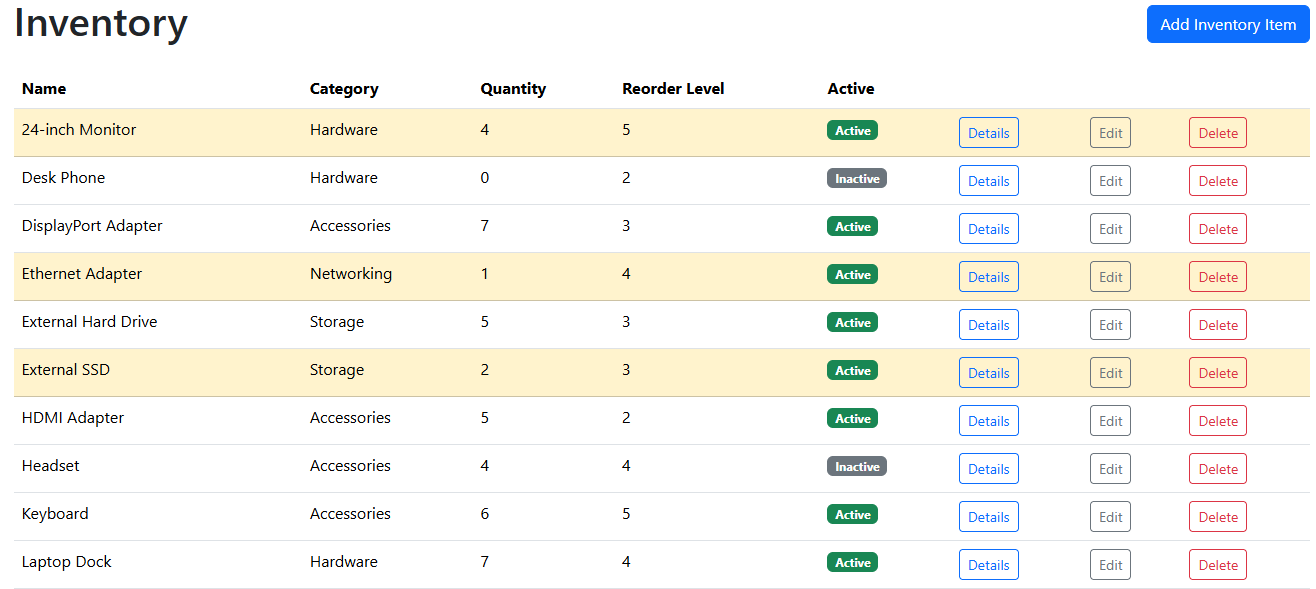 Inventory
Add Inventory Item
Name Category Quantity Reorder Level Active
24-inch Monitor Hardware 4 5 Active Details Edit Delete
Desk Phone Hardware 0 2 Inactive Details Edit Delete
DisplayPort Adapter Accessories 7 3 Active Details Edit Delete
Ethernet Adapter Networking 1 4 Active Details Edit Delete
External Hard Drive Storage 5 3 Active Details Edit Delete
External SSD Storage 2 3 Active Details Edit Delete
HDMI Adapter Accessories 5 2 Active Details Edit Delete
Headset Accessories 4 4 Inactive Details Edit Delete
Keyboard Accessories 6 5 Active Details Edit Delete
Laptop Dock Hardware 7 4 Active Details Edit Delete